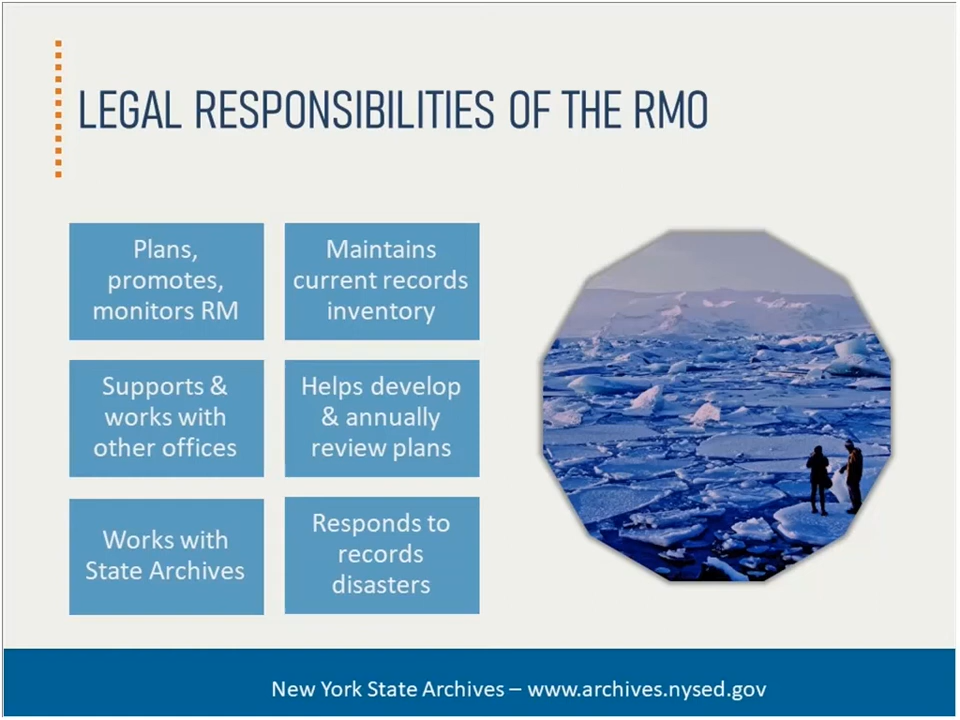 LEGAL RESPONSIBILITIES OF THE RMO
Plans,
promotes,
monitors RM
Maintains
current records
inventory
Supports &
works with
other offices
Helps develop
& annually
review plans
Works with
State Archives
Responds to
records
disasters
New York State Archives – www.archives.nysed.gov